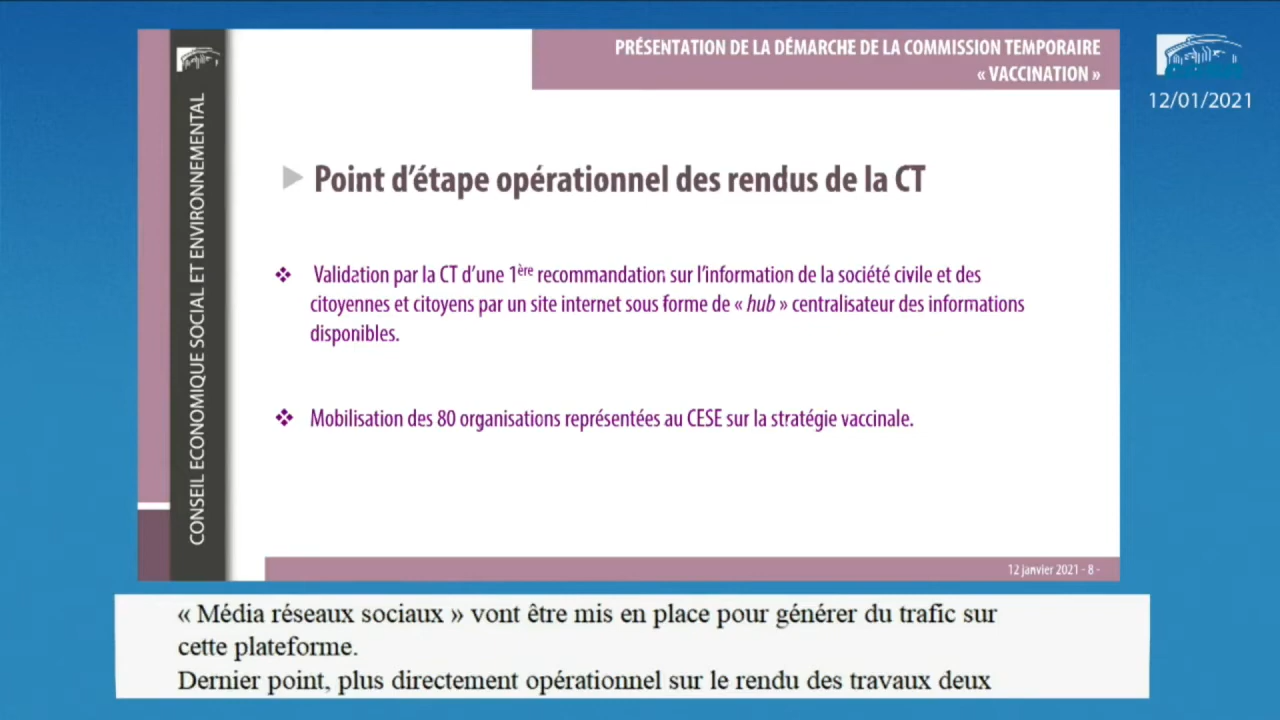 PRÉSENTATION DE LA DÉMARCHE DE LA COMMISSION TEMPORAIRE
« VACCINATION »
12/01/2021
CONSEIL ECONOMIQUE SOCIAL ET ENVIRONNEMENTAL
Point d'étape opérationnel des rendus de la CT
❖ Validation par la CT d'une 1ère recommandation sur l'information de la société civile et des
citoyennes et citoyens par un site internet sous forme de « hub » centralisateur des informations
disponibles.
❖ Mobilisation des 80 organisations représentées au CESE sur la stratégie vaccinale.
12 janvier 2021 - 8 -
« Média réseaux sociaux » vont être mis en place pour générer du trafic sur
cette plateforme.
Dernier point, plus directement opérationnel sur le rendu des travaux deux